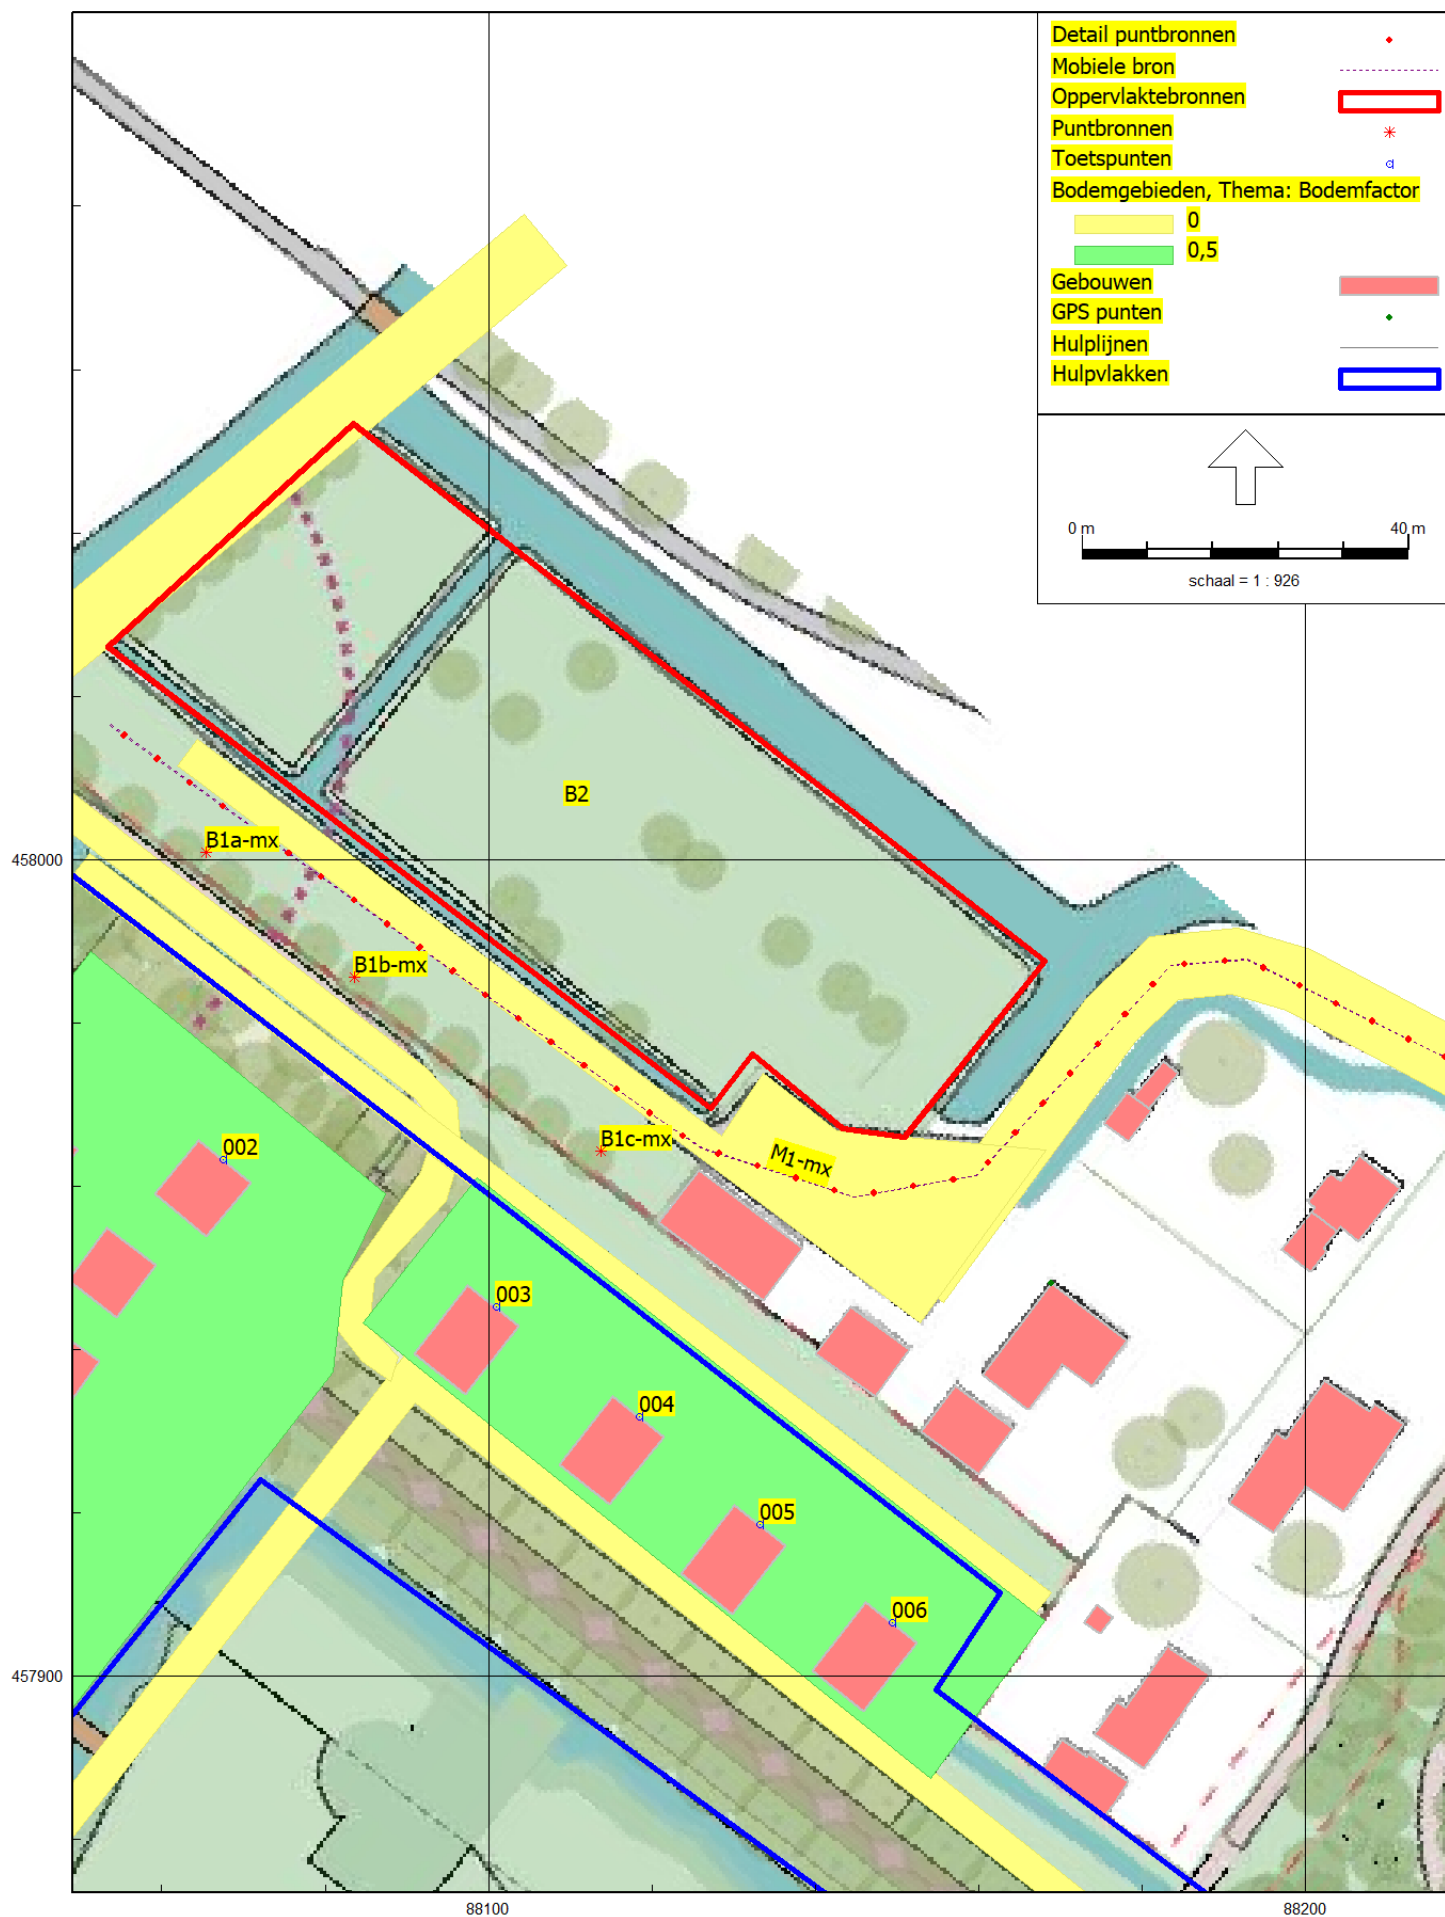 Detail puntbronnen
Mobiele bron
Oppervlaktebronnen
Puntbronnen
Toetspunten
Bodemgebieden, Thema: Bodemfactor
0
0,5
Gebouwen
GPS punten
Hulplijnen
Hulpvlakken
0 m 40 m
schaal = 1 : 926
B2
B1a-mx
458000
B1b-mx
B1c-mx
M1-mx
002
003
004
005
006
457900
88100 88200